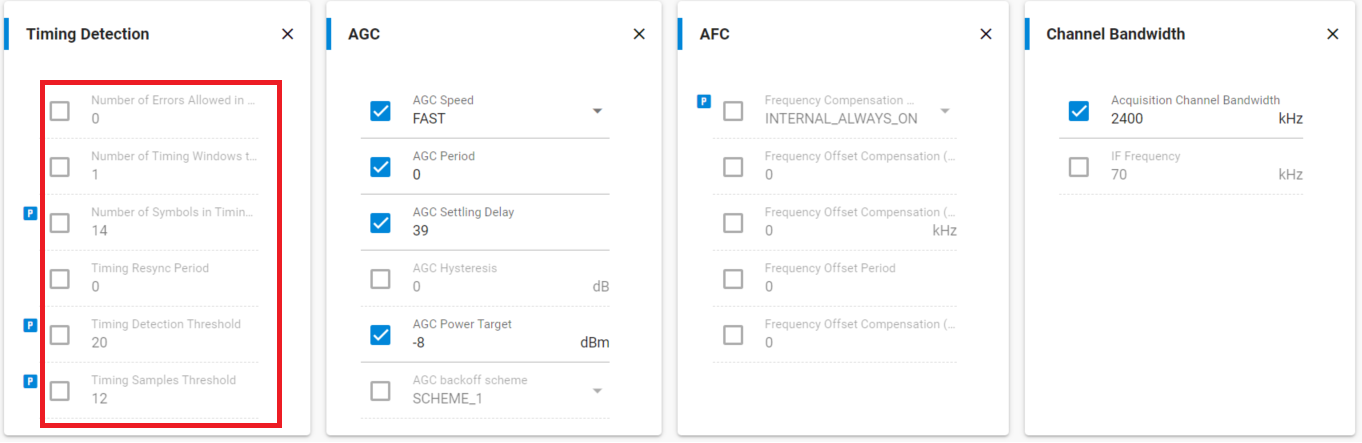 Timing Detection
Number of Errors Allowed in ...
0
Number of Timing Windows t...
1
P
Number of Symbols in Timin...
14
Timing Resync Period
0
P
Timing Detection Threshold
20
P
Timing Samples Threshold
12
AGC
AGC Speed
FAST
AGC Period
0
AGC Settling Delay
39
AGC Hysteresis
0 dB
AGC Power Target
-8 dBm
AGC backoff scheme
SCHEME_1
AFC
P
Frequency Compensation ...
INTERNAL_ALWAYS_ON
Frequency Offset Compensation (...
0
Frequency Offset Compensation (...
0 kHz
Frequency Offset Period
0
Frequency Offset Compensation (...
0
Channel Bandwidth
Acquisition Channel Bandwidth
2400 kHz
IF Frequency
70 kHz